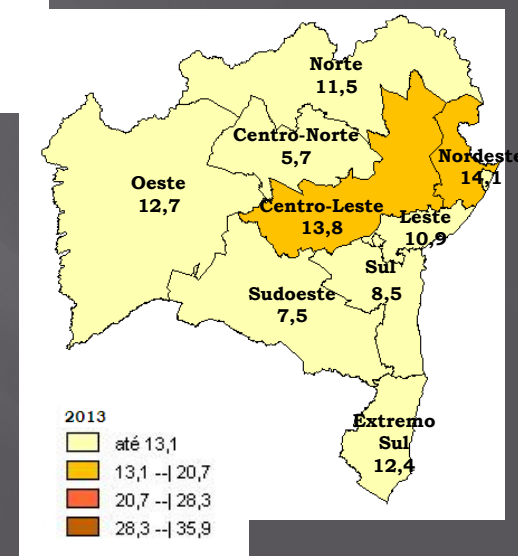 Norte
11,5
Centro-Norte
5,7
Nordeste
14,1
Oeste
12,7
Centro-Leste
13,8
Leste
10,9
Sul
8,5
Sudoeste
7,5
Extremo
Sul
12,4
2013
até 13,1
13,1 --| 20,7
20,7 --| 28,3
28,3 --| 35,9